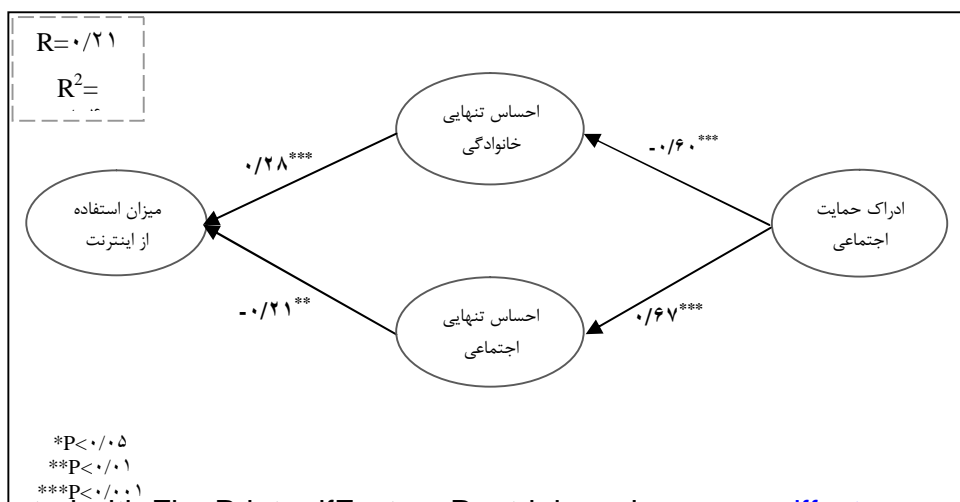 R=۰/۲۱
R²=
احساس تنهایی
خانوادگی
۰/۲۸***
-۰/۶۰***
میزان استفاده
از اینترنت
ادراک حمایت
اجتماعی
-۰/۲۱**
احساس تنهایی
اجتماعی
۰/۶۷***
*P<۰/۰۵
**P<۰/۰۱
***P<۰/۰۰۱